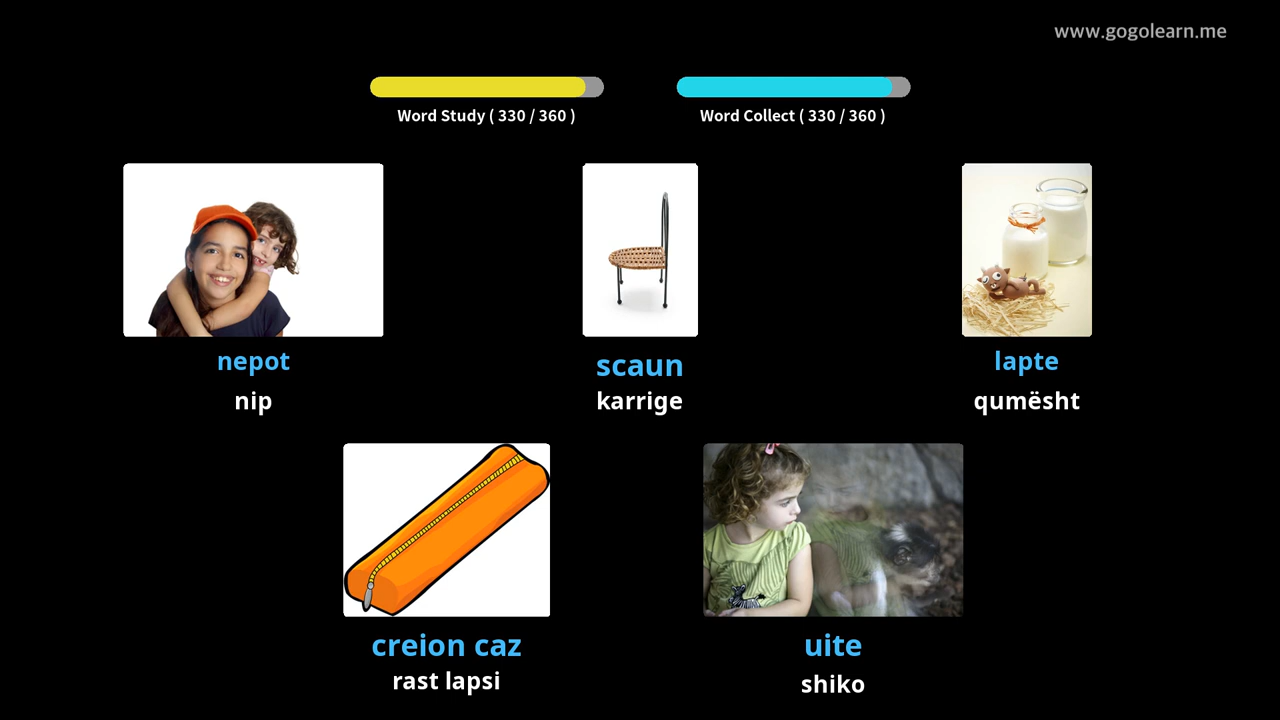 www.gogolearn.me
Word Study ( 330 / 360 )
Word Collect ( 330 / 360 )
nepot
nip
scaun
karrige
lapte
qumësht
creion caz
rast lapsi
uite
shiko